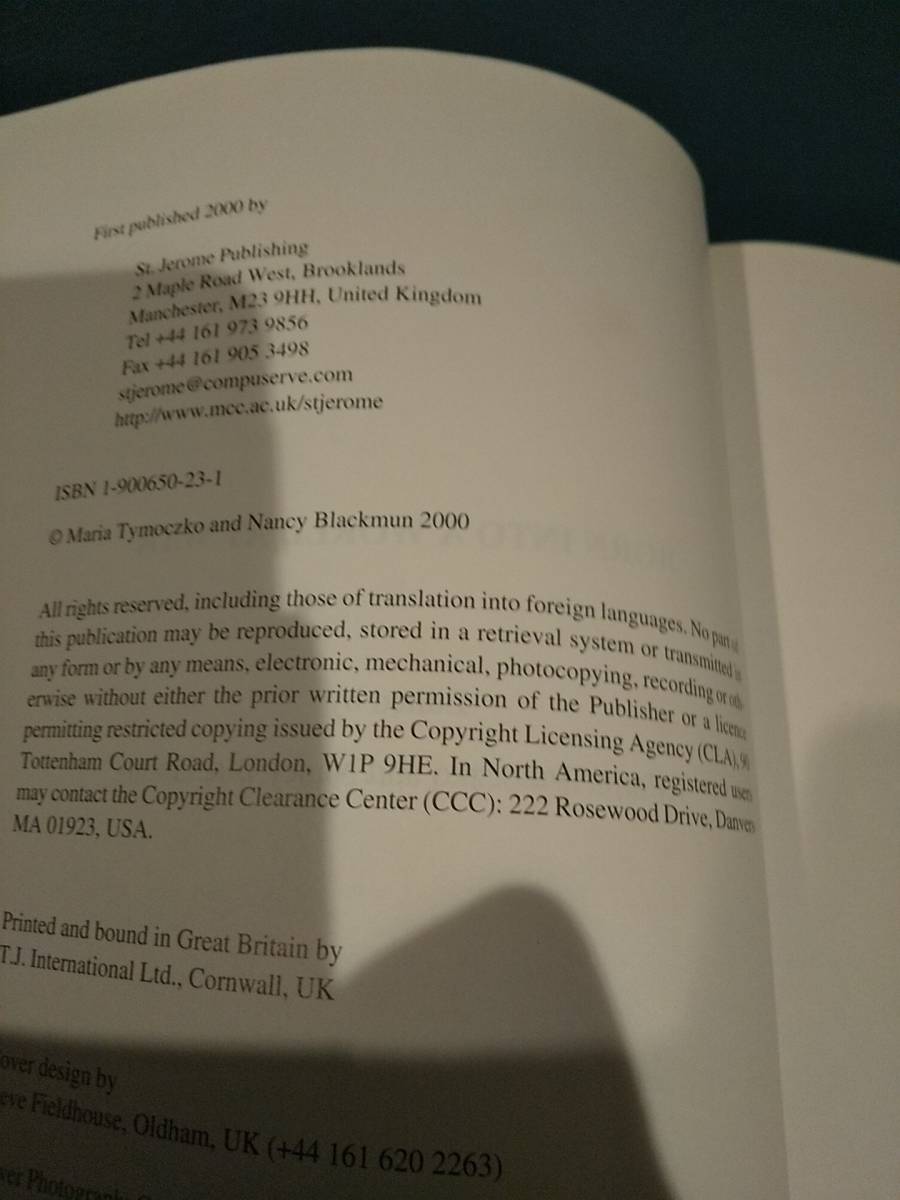 First published 2000 by
St. Jerome Publishing
2 Maple Road West, Brooklands
Manchester, M23 9HH, United Kingdom
Tel +44 161 973 9856
Fax +44 161 905 3498
stjerome@compuserve.com
http://www.mcc.ac.uk/stjerome
ISBN 1-900650-23-1
© Maria Tymoczko and Nancy Blackmun 2000
All rights reserved, including those of translation into foreign languages. No part of
this publication may be reproduced, stored in a retrieval system or transmitted in
any form or by any means, electronic, mechanical, photocopying, recording or oth-
erwise without either the prior written permission of the Publisher or a licence
permitting restricted copying issued by the Copyright Licensing Agency (CLA), 90
Tottenham Court Road, London, W1P 9HE. In North America, registered users
may contact the Copyright Clearance Center (CCC): 222 Rosewood Drive, Danvers
MA 01923, USA.
Printed and bound in Great Britain by
T.J. International Ltd., Cornwall, UK
over design by
eve Fieldhouse, Oldham, UK (+44 161 620 2263)